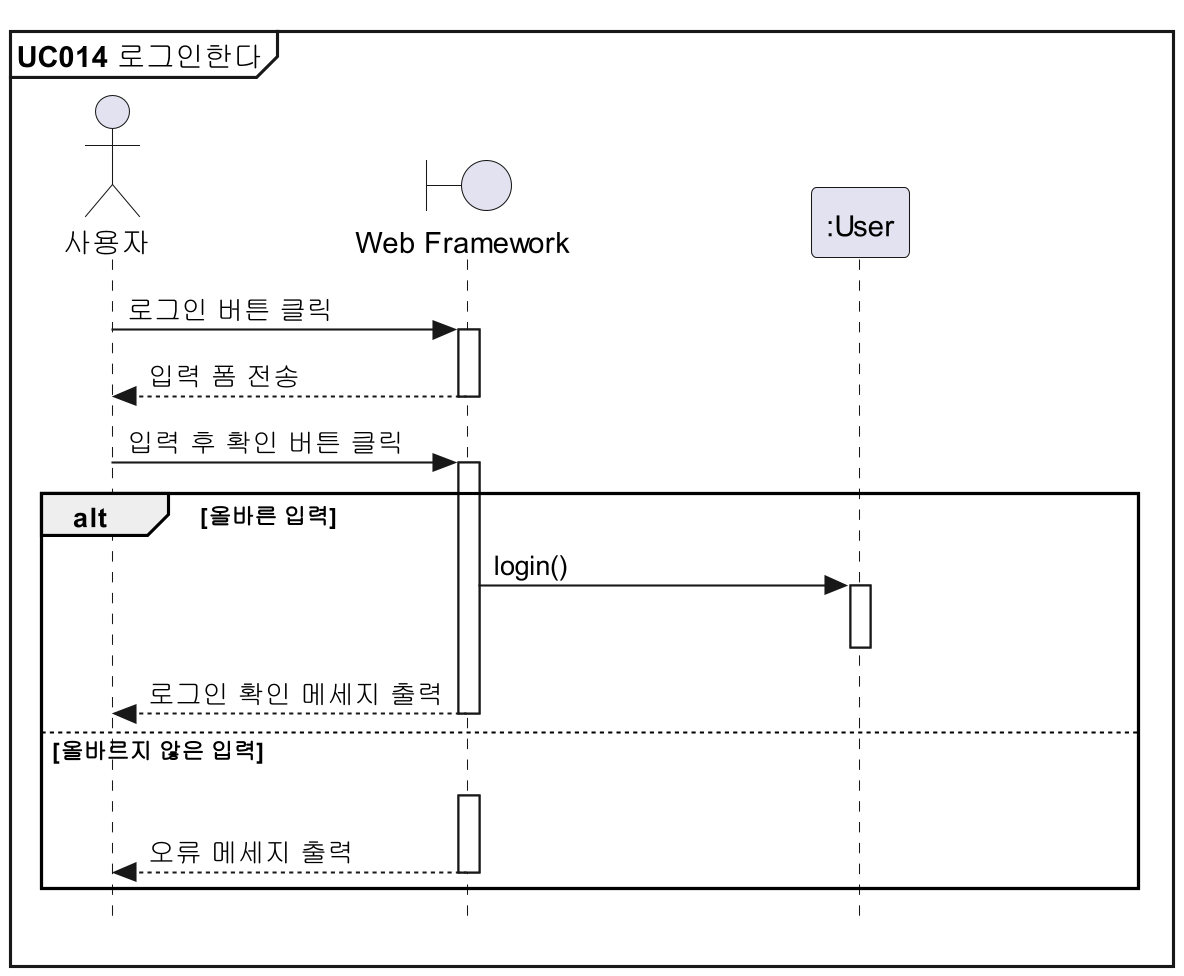 UC014 로그인한다
사용자
Web Framework
:User
로그인 버튼 클릭
입력 폼 전송
입력 후 확인 버튼 클릭
alt [올바른 입력]
login()
로그인 확인 메세지 출력
[올바르지 않은 입력]
오류 메세지 출력